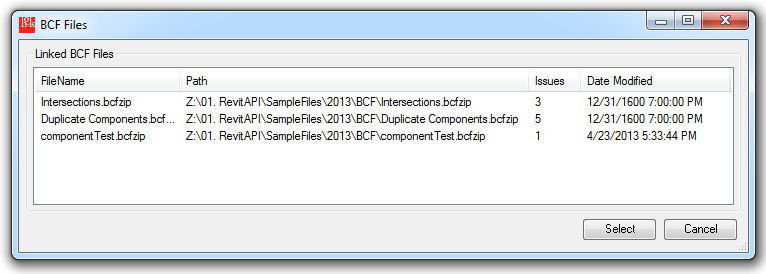 BCF Files
Linked BCF Files
FileName Path Issues Date Modified
Intersections.bcfzip Z:\01. RevitAPI\SampleFiles\2013\BCF\Intersections.bcfzip 3 12/31/1600 7:00:00 PM
Duplicate Components.bcf... Z:\01. RevitAPI\SampleFiles\2013\BCF\Duplicate Components.bcfzip 5 12/31/1600 7:00:00 PM
componentTest.bcfzip Z:\01. RevitAPI\SampleFiles\2013\BCF\componentTest.bcfzip 1 4/23/2013 5:33:44 PM
Select Cancel